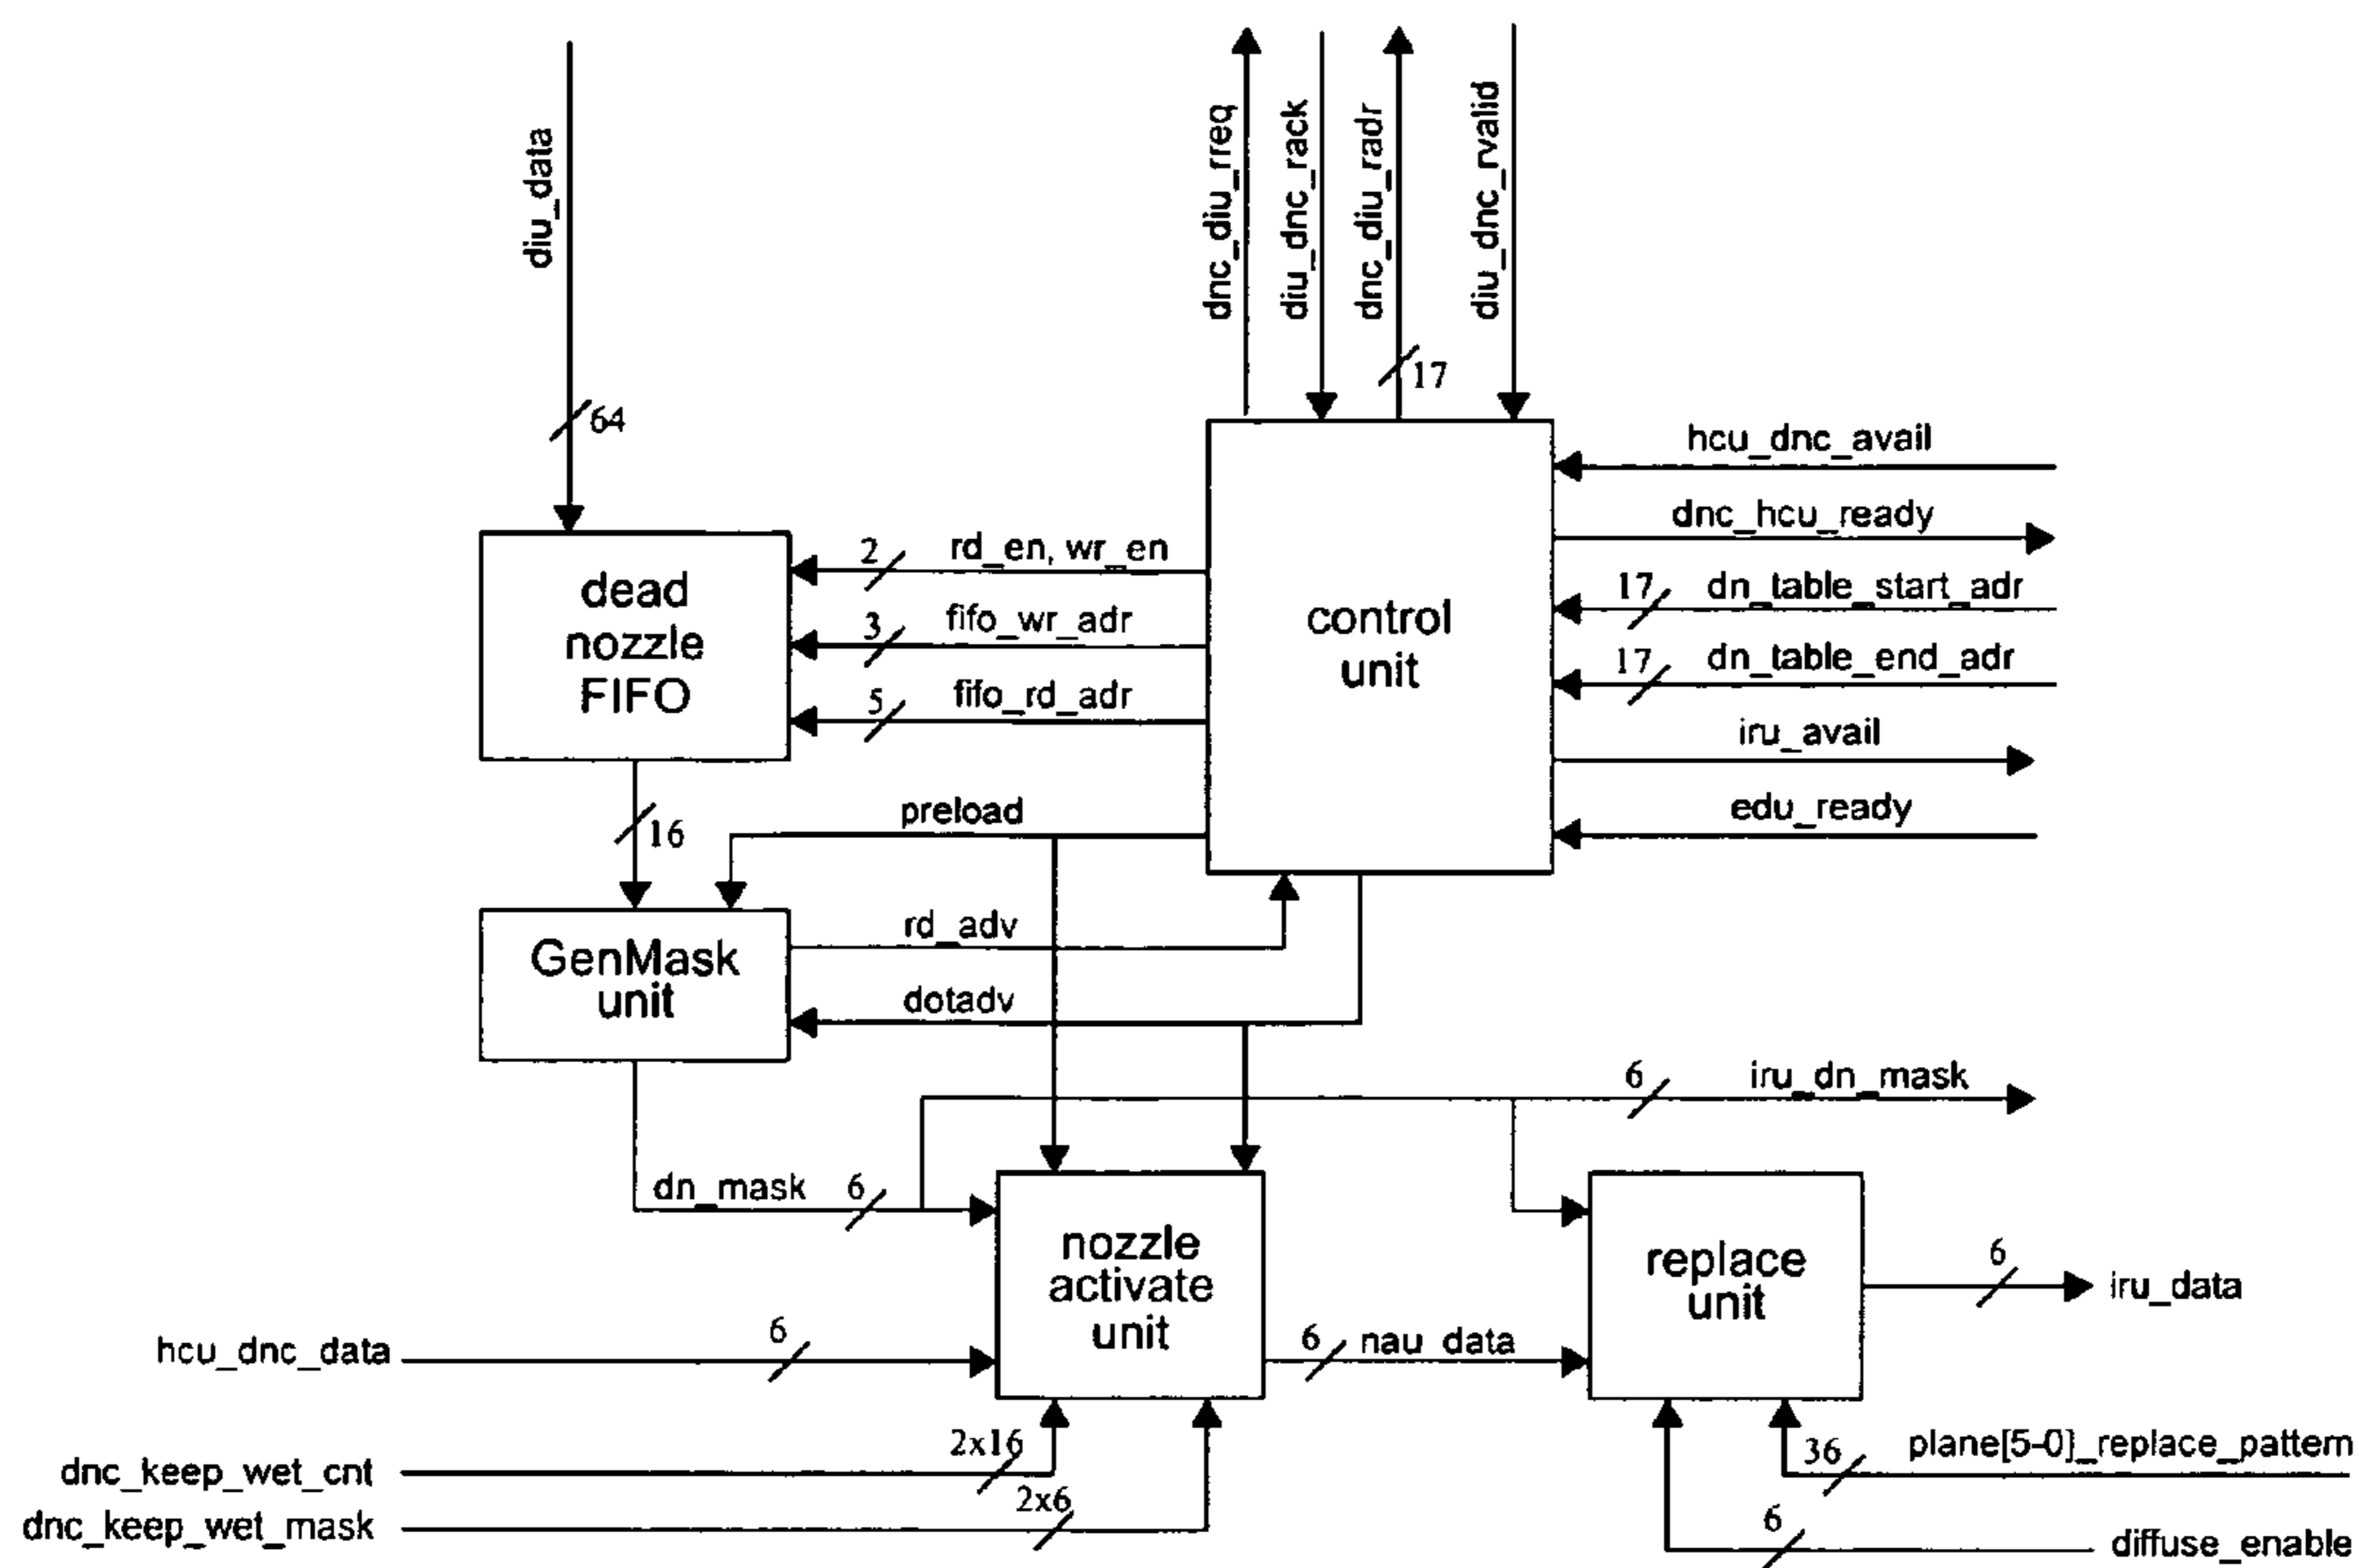 diu_data
64
dnc_diu_rreq
diu_dnc_rack
dnc_diu_radr
17
diu_dnc_rvalid
hcu_dnc_avail
dnc_hcu_ready
17 dn_table_start_adr
17 dn_table_end_adr
iru_avail
edu_ready
control
unit
dead
nozzle
FIFO
2 rd_en, wr_en
3 fifo_wr_adr
5 fifo_rd_adr
16
preload
GenMask
unit
rd_adv
dotadv
6 iru_dn_mask
dn_mask 6
nozzle
activate
unit
replace
unit
6
iru_data
hcu_dnc_data
6
6 nau_data
dnc_keep_wet_cnt
2x16
dnc_keep_wet_mask
2x6
36 plane[5-0]_replace_pattern
6
diffuse_enable